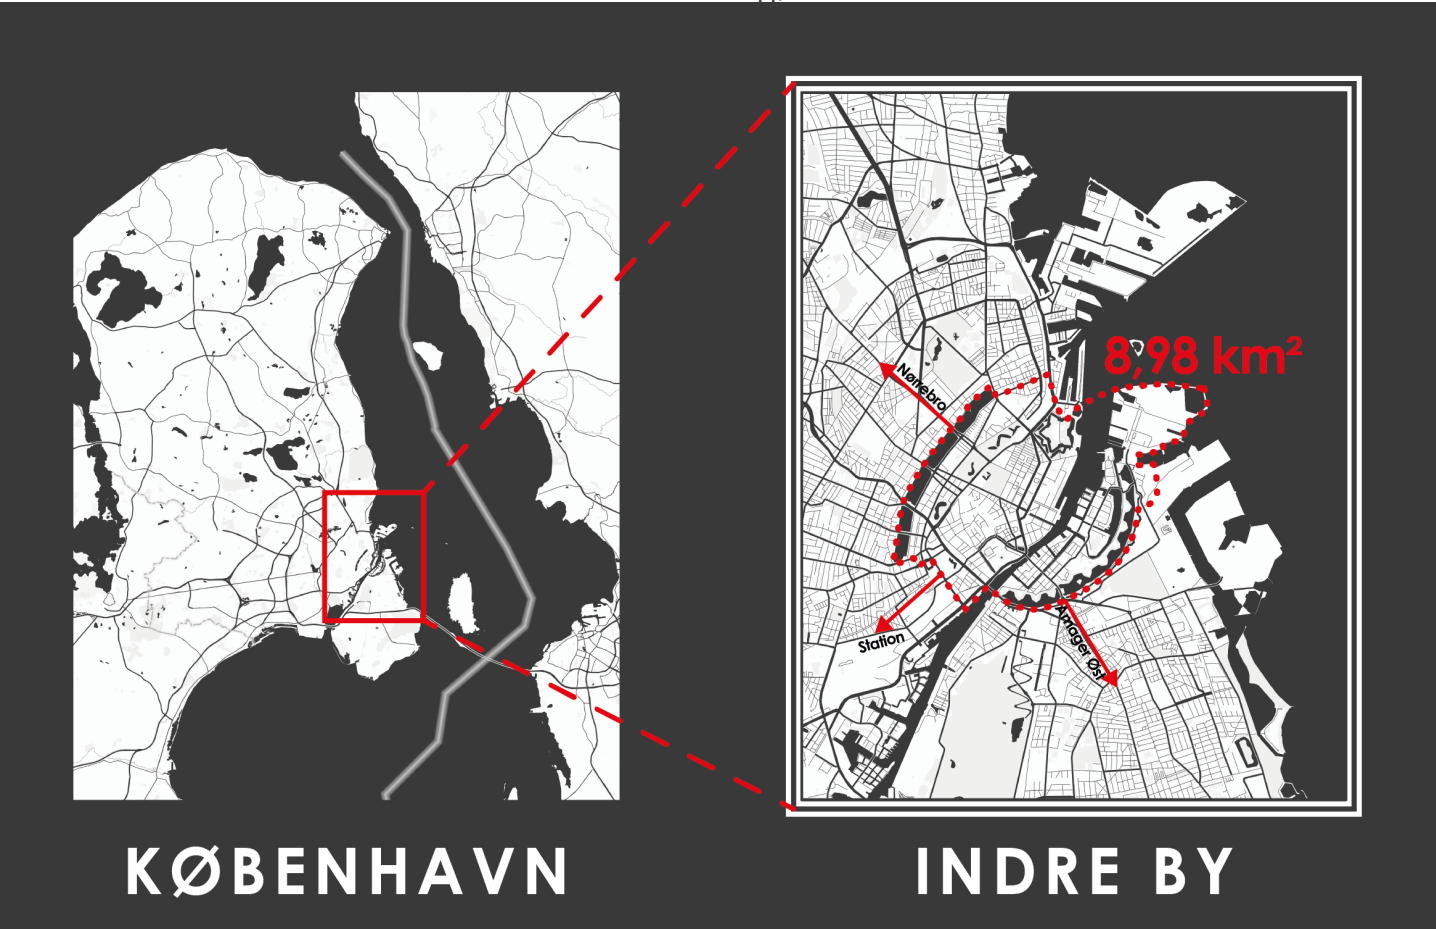 8,98 km²
Nørrebro
Station
Amager Øst
KØBENHAVN
INDRE BY